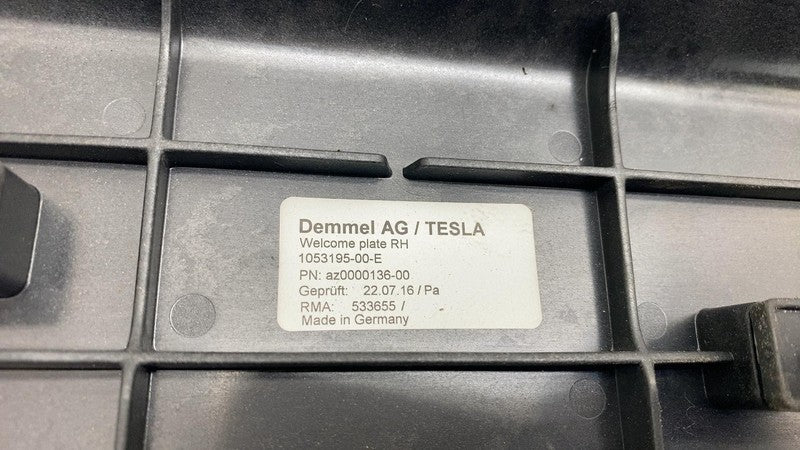 Demmel AG / TESLA
Welcome plate RH
1053195-00-E
PN: az0000136-00
Geprüft: 22.07.16 / Pa
RMA: 533655 /
Made in Germany